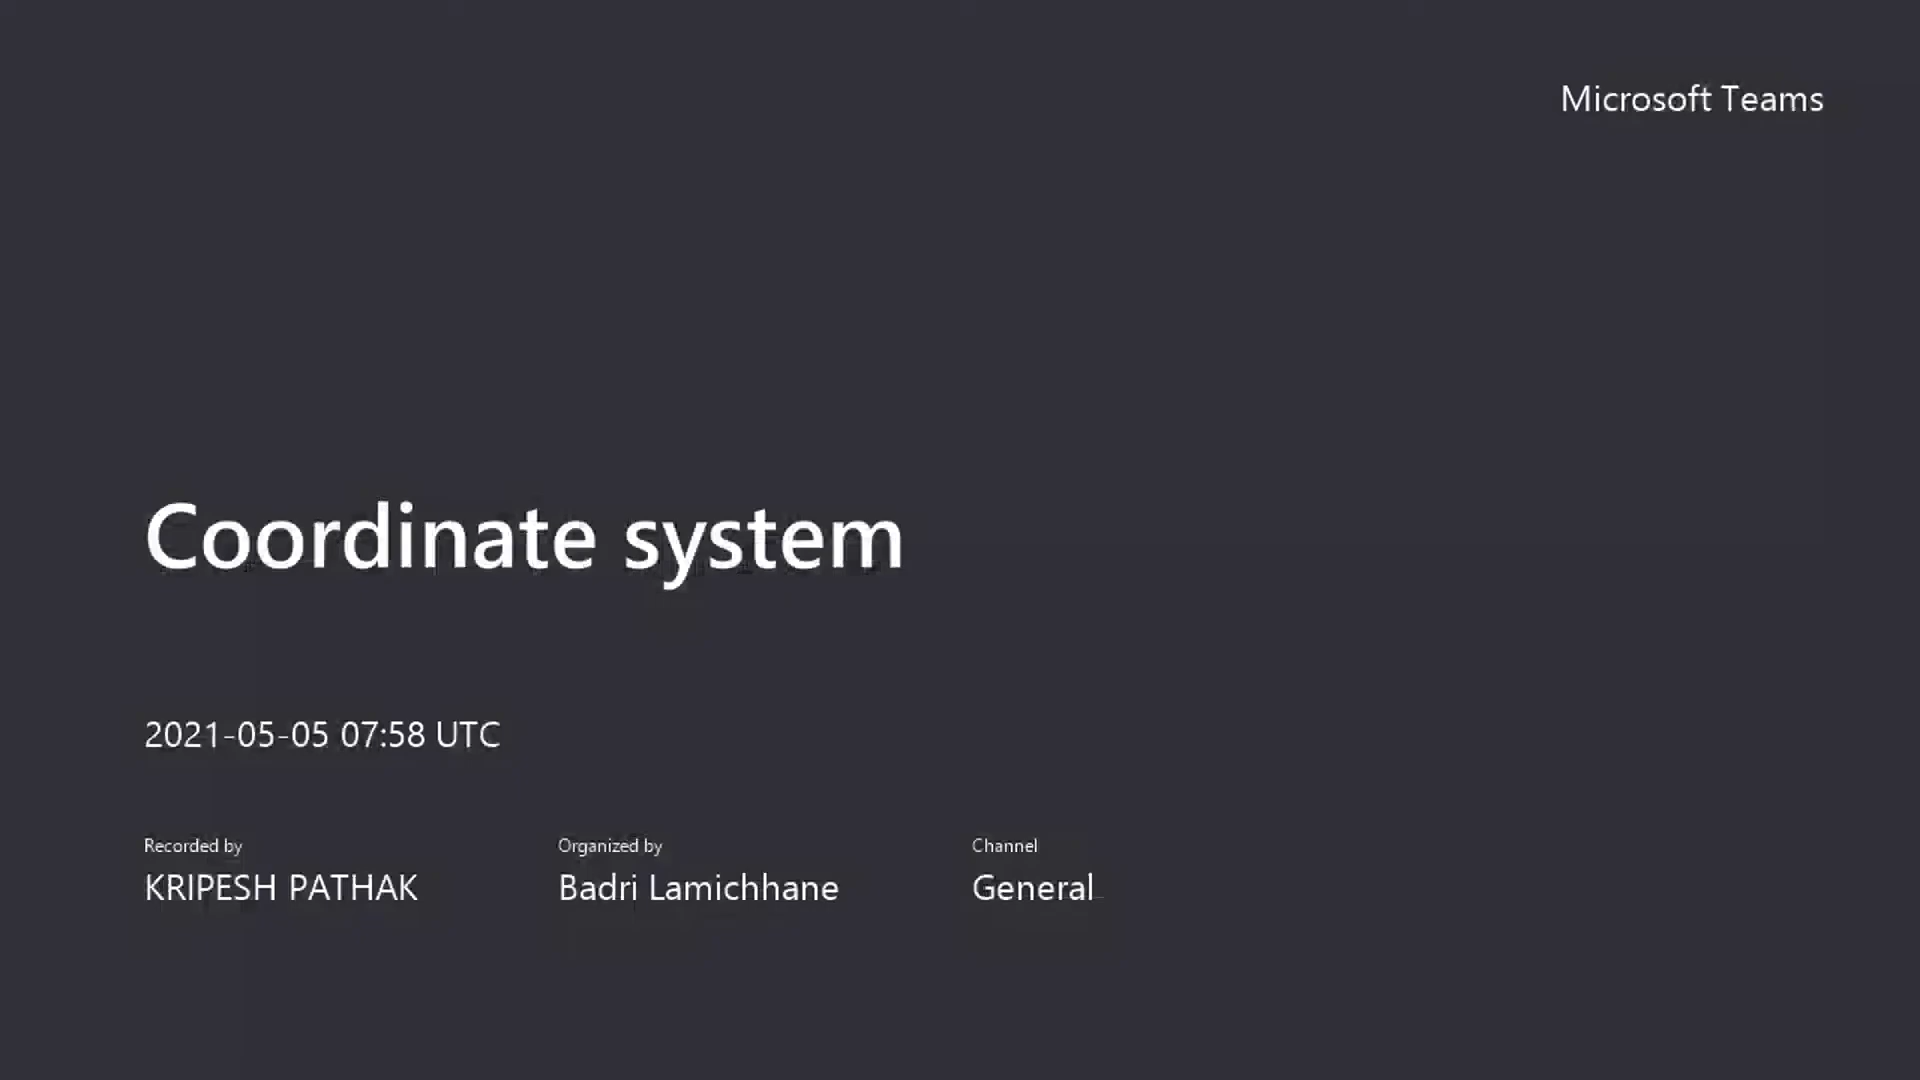 Microsoft Teams
Coordinate system
2021-05-05 07:58 UTC
Recorded by
KRIPESH PATHAK
Organized by
Badri Lamichhane
Channel
General